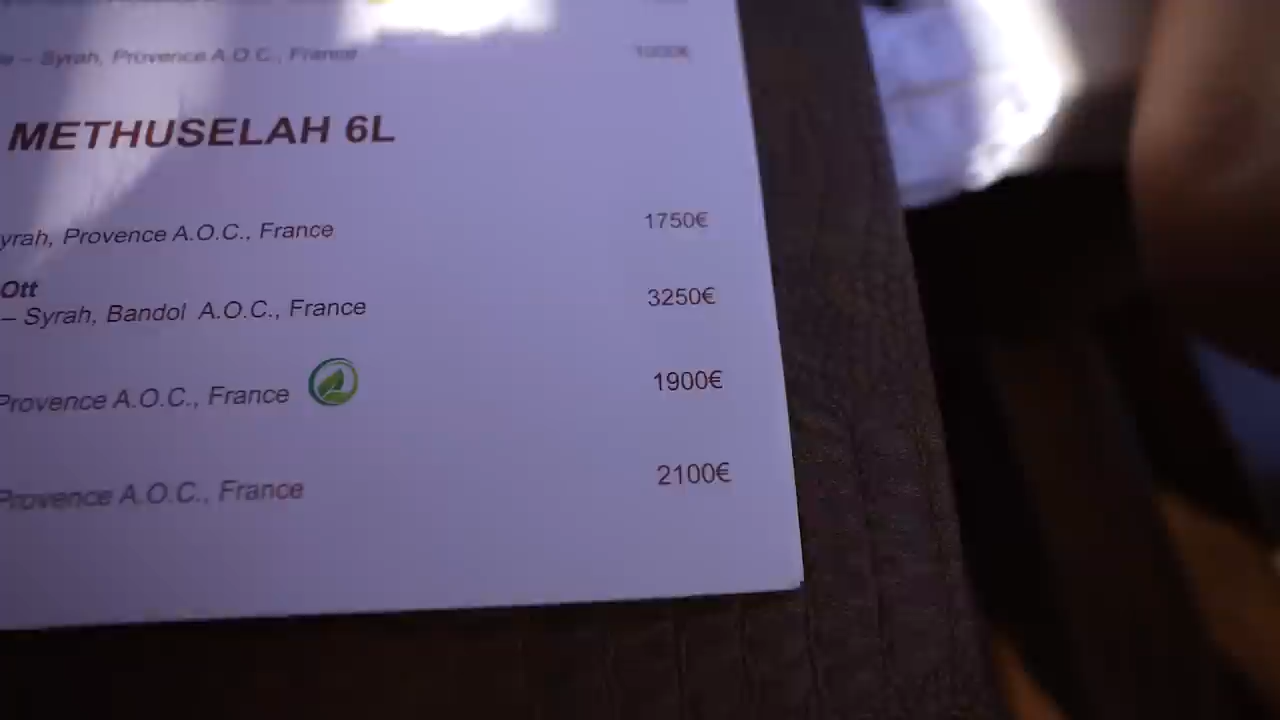 – Syrah, Provence A.O.C., France
METHUSELAH 6L
yrah, Provence A.O.C., France 1750€
Ott
– Syrah, Bandol A.O.C., France 3250€
Provence A.O.C., France 1900€
Provence A.O.C., France 2100€